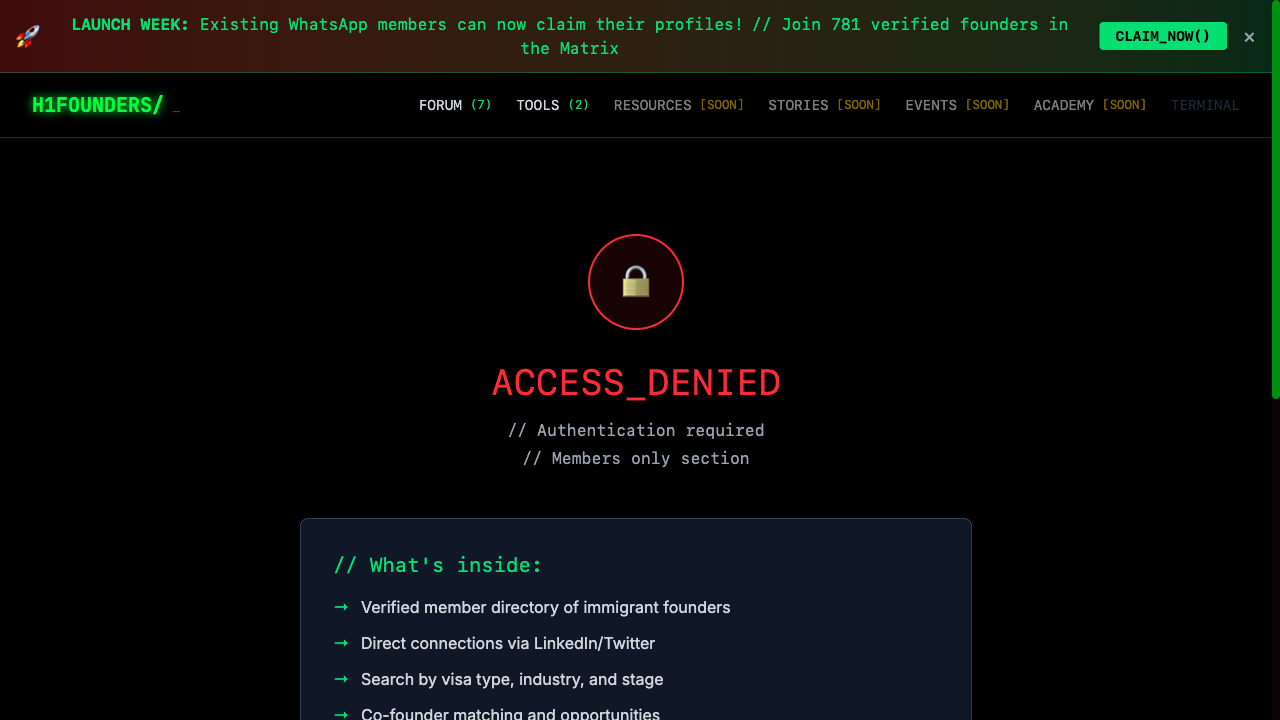 LAUNCH WEEK: Existing WhatsApp members can now claim their profiles! // Join 781 verified founders in
the Matrix
CLAIM_NOW()
×
H1FOUNDERS/ _
FORUM (7) TOOLS (2) RESOURCES [SOON] STORIES [SOON] EVENTS [SOON] ACADEMY [SOON] TERMINAL
ACCESS_DENIED
// Authentication required
// Members only section
// What's inside:
→ Verified member directory of immigrant founders
→ Direct connections via LinkedIn/Twitter
→ Search by visa type, industry, and stage
→ Co-founder matching and opportunities